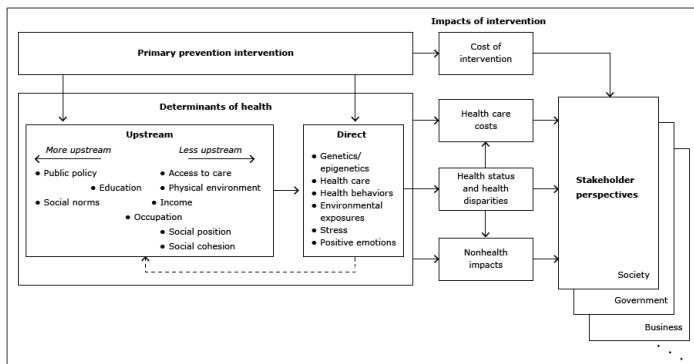 Impacts of intervention
Primary prevention intervention
Cost of
intervention
Determinants of health
Upstream
More upstream
Less upstream
• Public policy
• Access to care
• Education
• Physical environment
• Social norms
• Income
• Occupation
• Social position
• Social cohesion
Direct
• Genetics/
epigenetics
• Health care
• Health behaviors
• Environmental
exposures
• Stress
• Positive emotions
Health care
costs
Health status
and health
disparities
Nonhealth
impacts
Stakeholder
perspectives
Society
Government
Business